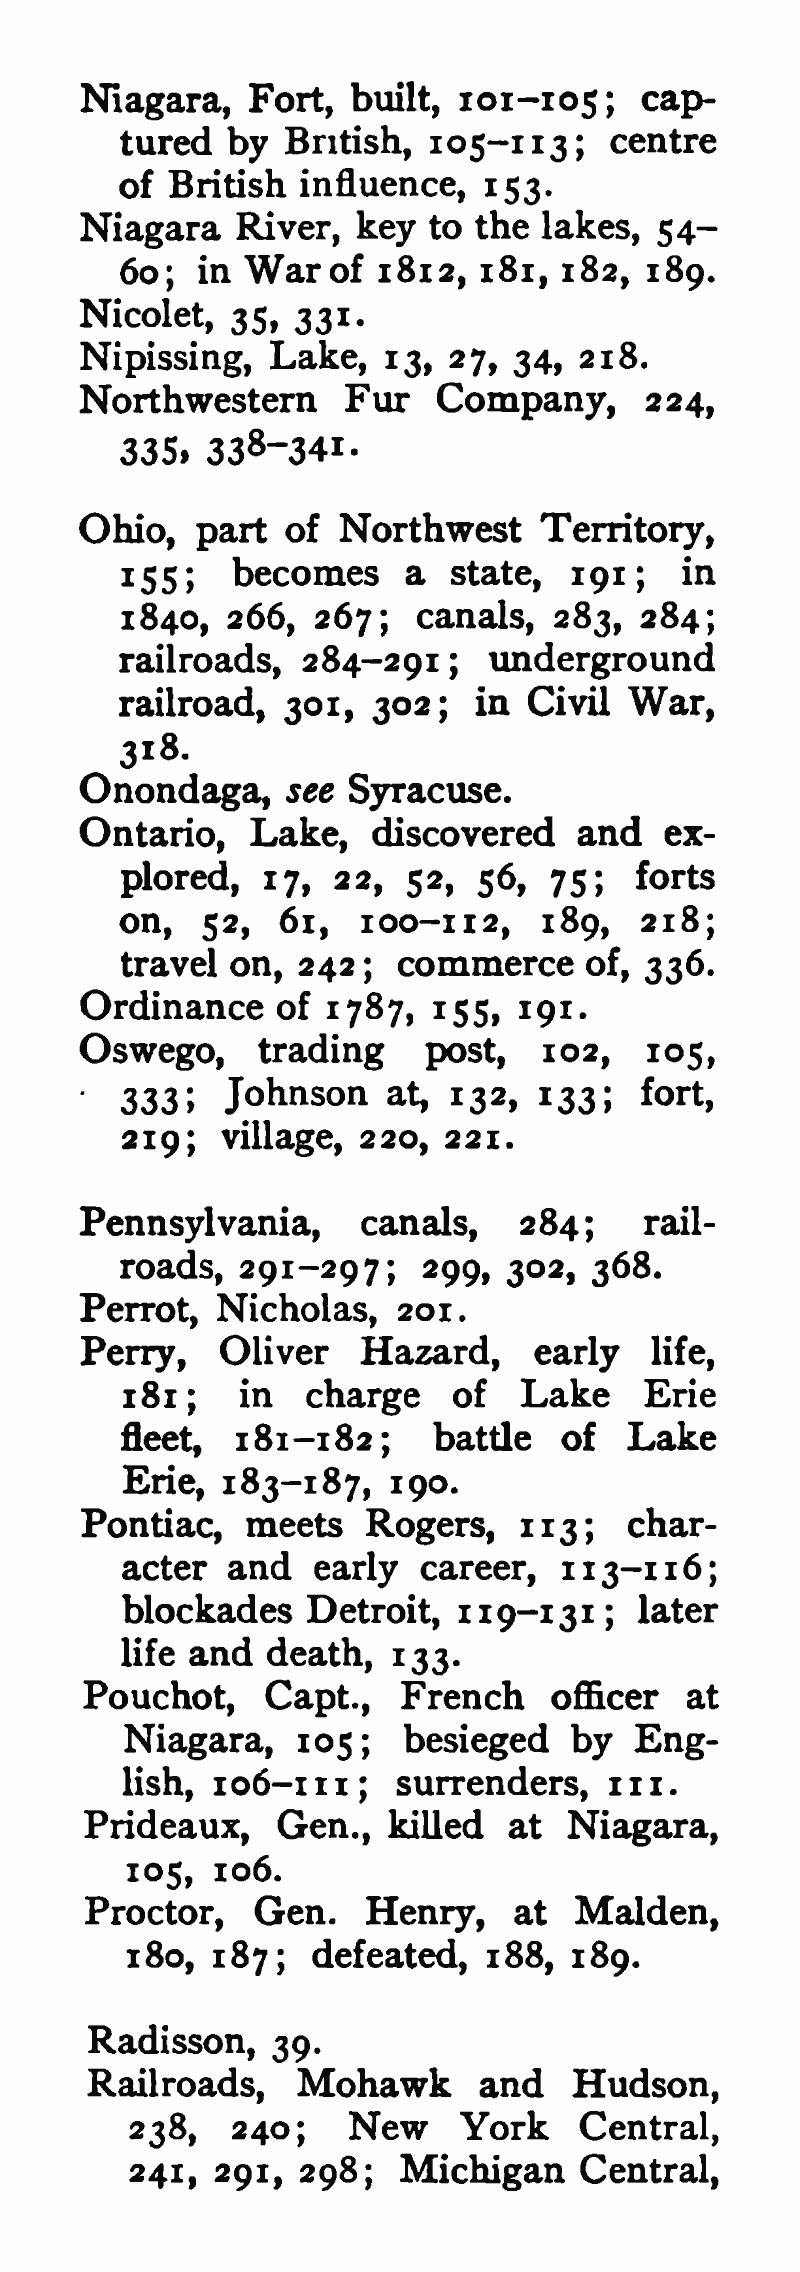 Niagara, Fort, built, 101–105; cap-
tured by British, 105–113; centre
of British influence, 153.
Niagara River, key to the lakes, 54–
60; in War of 1812, 181, 182, 189.
Nicolet, 35, 331.
Nipissing, Lake, 13, 27, 34, 218.
Northwestern Fur Company, 224,
335, 338–341.
Ohio, part of Northwest Territory,
155; becomes a state, 191; in
1840, 266, 267; canals, 283, 284;
railroads, 284–291; underground
railroad, 301, 302; in Civil War,
318.
Onondaga, see Syracuse.
Ontario, Lake, discovered and ex-
plored, 17, 22, 52, 56, 75; forts
on, 52, 61, 100–112, 189, 218;
travel on, 242; commerce of, 336.
Ordinance of 1787, 155, 191.
Oswego, trading post, 102, 105,
333; Johnson at, 132, 133; fort,
219; village, 220, 221.
Pennsylvania, canals, 284; rail-
roads, 291–297; 299, 302, 368.
Perrot, Nicholas, 201.
Perry, Oliver Hazard, early life,
181; in charge of Lake Erie
fleet, 181–182; battle of Lake
Erie, 183–187, 190.
Pontiac, meets Rogers, 113; char-
acter and early career, 113–116;
blockades Detroit, 119–131; later
life and death, 133.
Pouchot, Capt., French officer at
Niagara, 105; besieged by Eng-
lish, 106–111; surrenders, 111.
Prideaux, Gen., killed at Niagara,
105, 106.
Proctor, Gen. Henry, at Malden,
180, 187; defeated, 188, 189.
Radisson, 39.
Railroads, Mohawk and Hudson,
238, 240; New York Central,
241, 291, 298; Michigan Central,